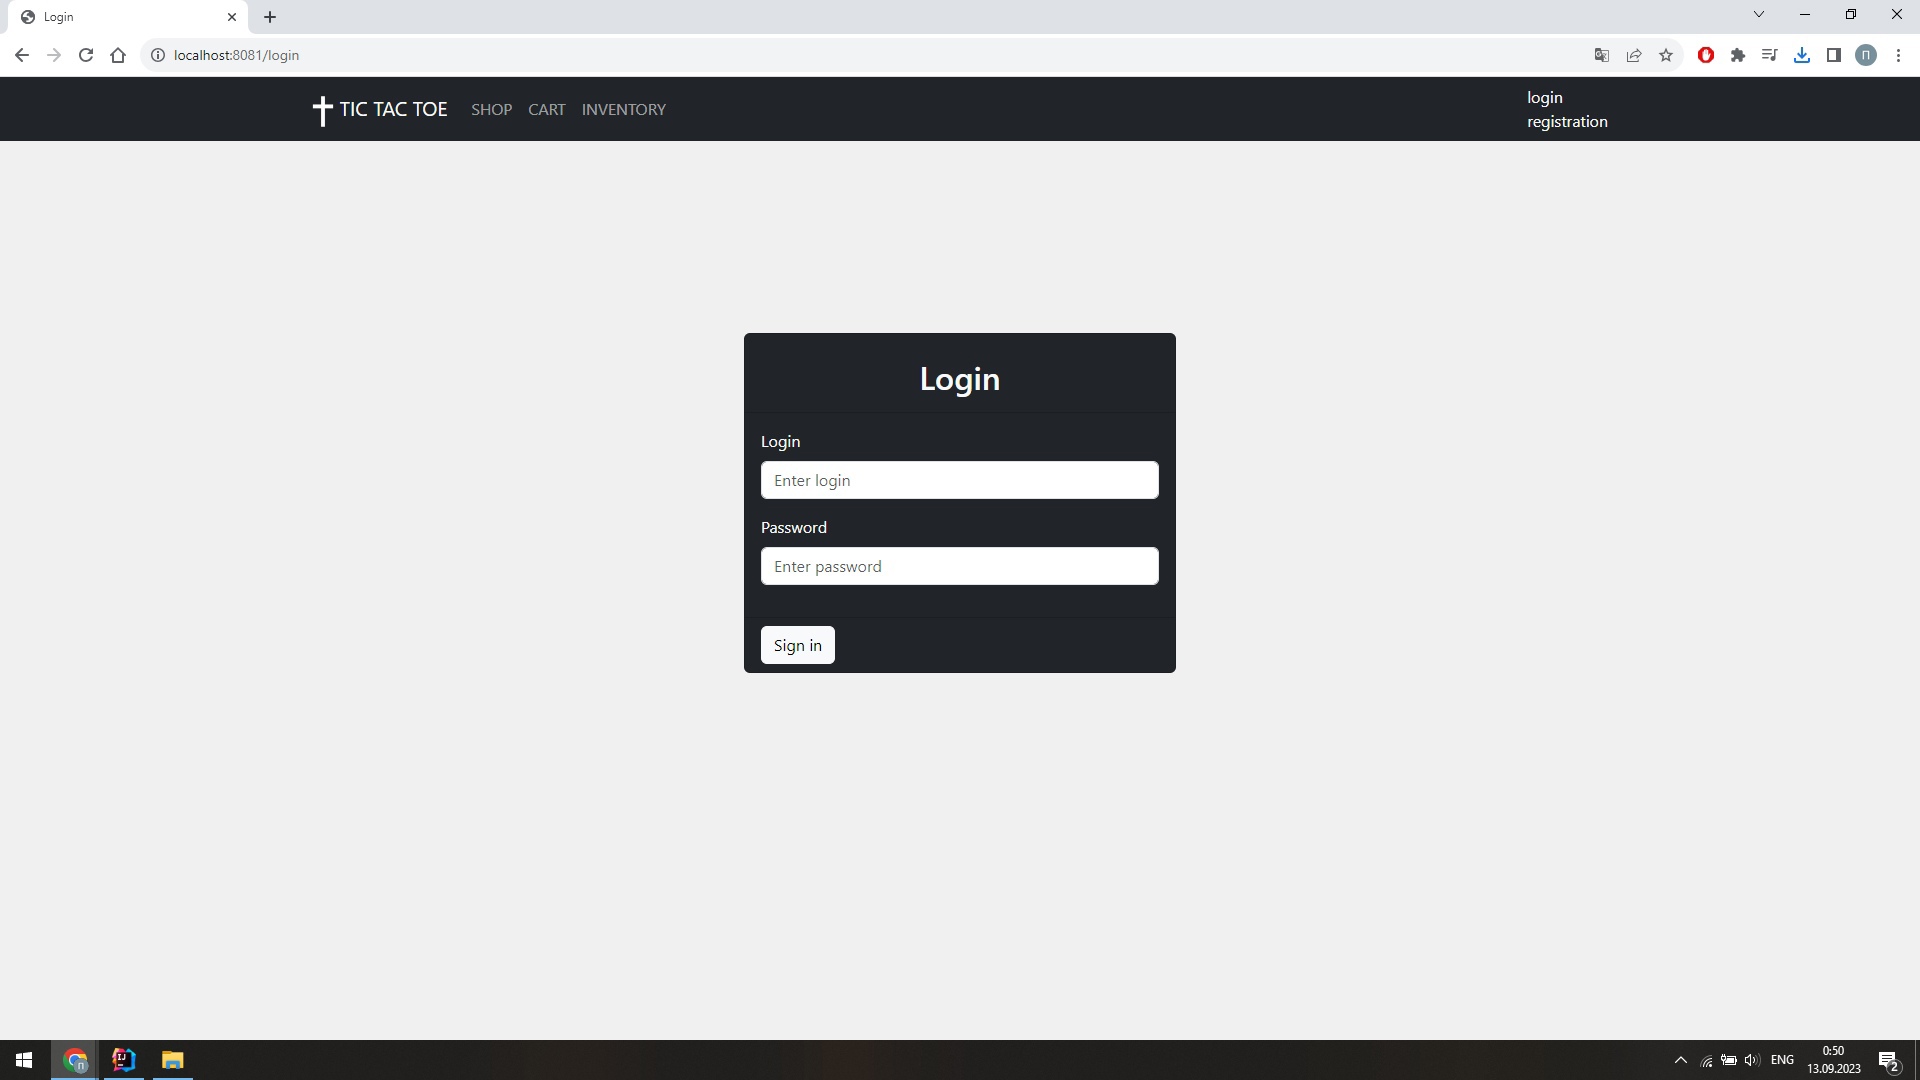 Login
localhost:8081/login
TIC TAC TOE SHOP CART INVENTORY
login
registration
Login
Login
Enter login
Password
Enter password
Sign in
ENG
0:50
13.09.2023
2